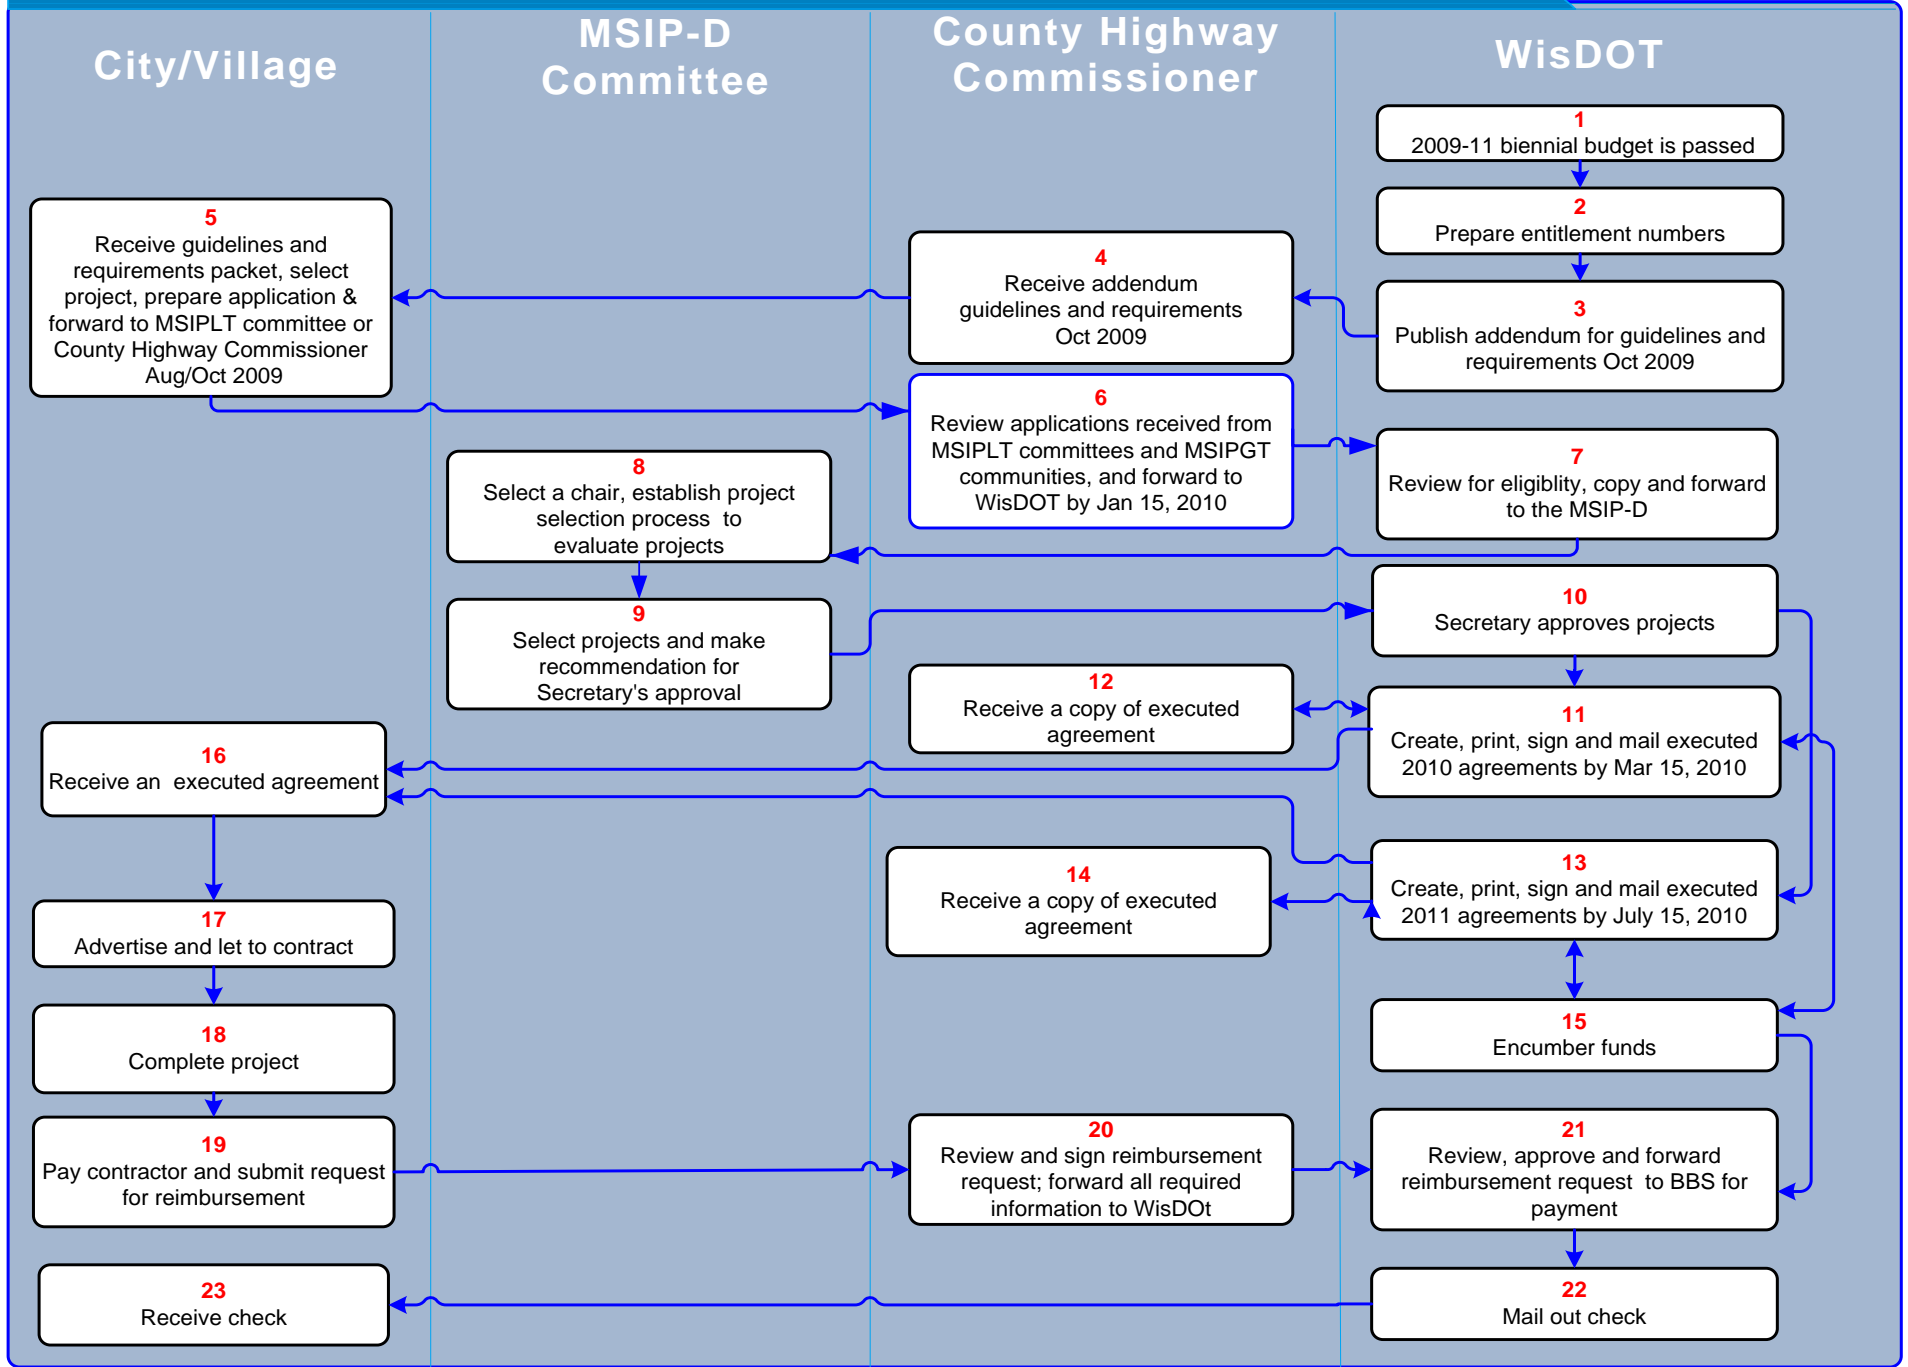 City/Village
MSIP-D
Committee
County Highway
Commissioner
WisDOT
1
2009-11 biennial budget is passed
2
Prepare entitlement numbers
3
Publish addendum for guidelines and
requirements Oct 2009
4
Receive addendum
guidelines and requirements
Oct 2009
5
Receive guidelines and
requirements packet, select
project, prepare application &
forward to MSIPLT committee or
County Highway Commissioner
Aug/Oct 2009
6
Review applications received from
MSIPLT committees and MSIPGT
communities, and forward to
WisDOT by Jan 15, 2010
7
Review for eligiblity, copy and forward
to the MSIP-D
8
Select a chair, establish project
selection process to
evaluate projects
9
Select projects and make
recommendation for
Secretary's approval
10
Secretary approves projects
11
Create, print, sign and mail executed
2010 agreements by Mar 15, 2010
12
Receive a copy of executed
agreement
13
Create, print, sign and mail executed
2011 agreements by July 15, 2010
14
Receive a copy of executed
agreement
15
Encumber funds
16
Receive an executed agreement
17
Advertise and let to contract
18
Complete project
19
Pay contractor and submit request
for reimbursement
20
Review and sign reimbursement
request; forward all required
information to WisDOt
21
Review, approve and forward
reimbursement request to BBS for
payment
22
Mail out check
23
Receive check